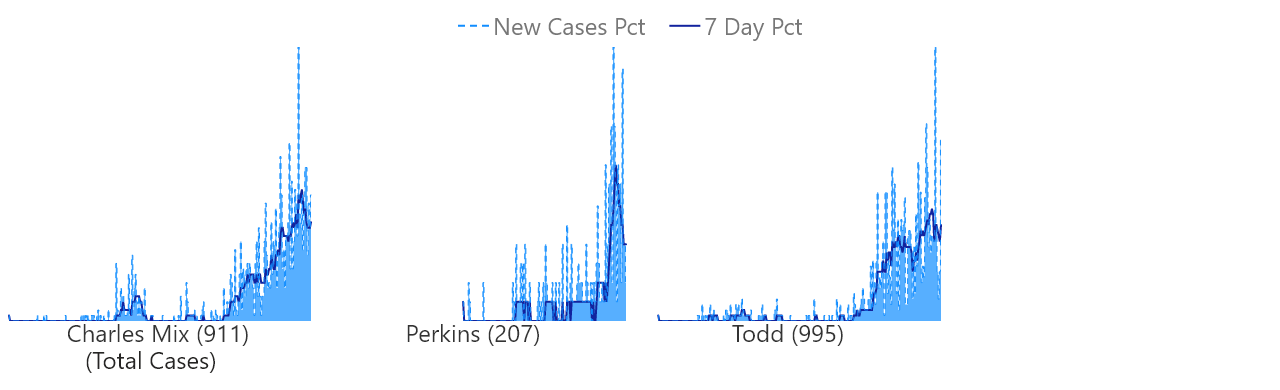 New Cases Pct 7 Day Pct
Charles Mix (911) Perkins (207) Todd (995)
(Total Cases)